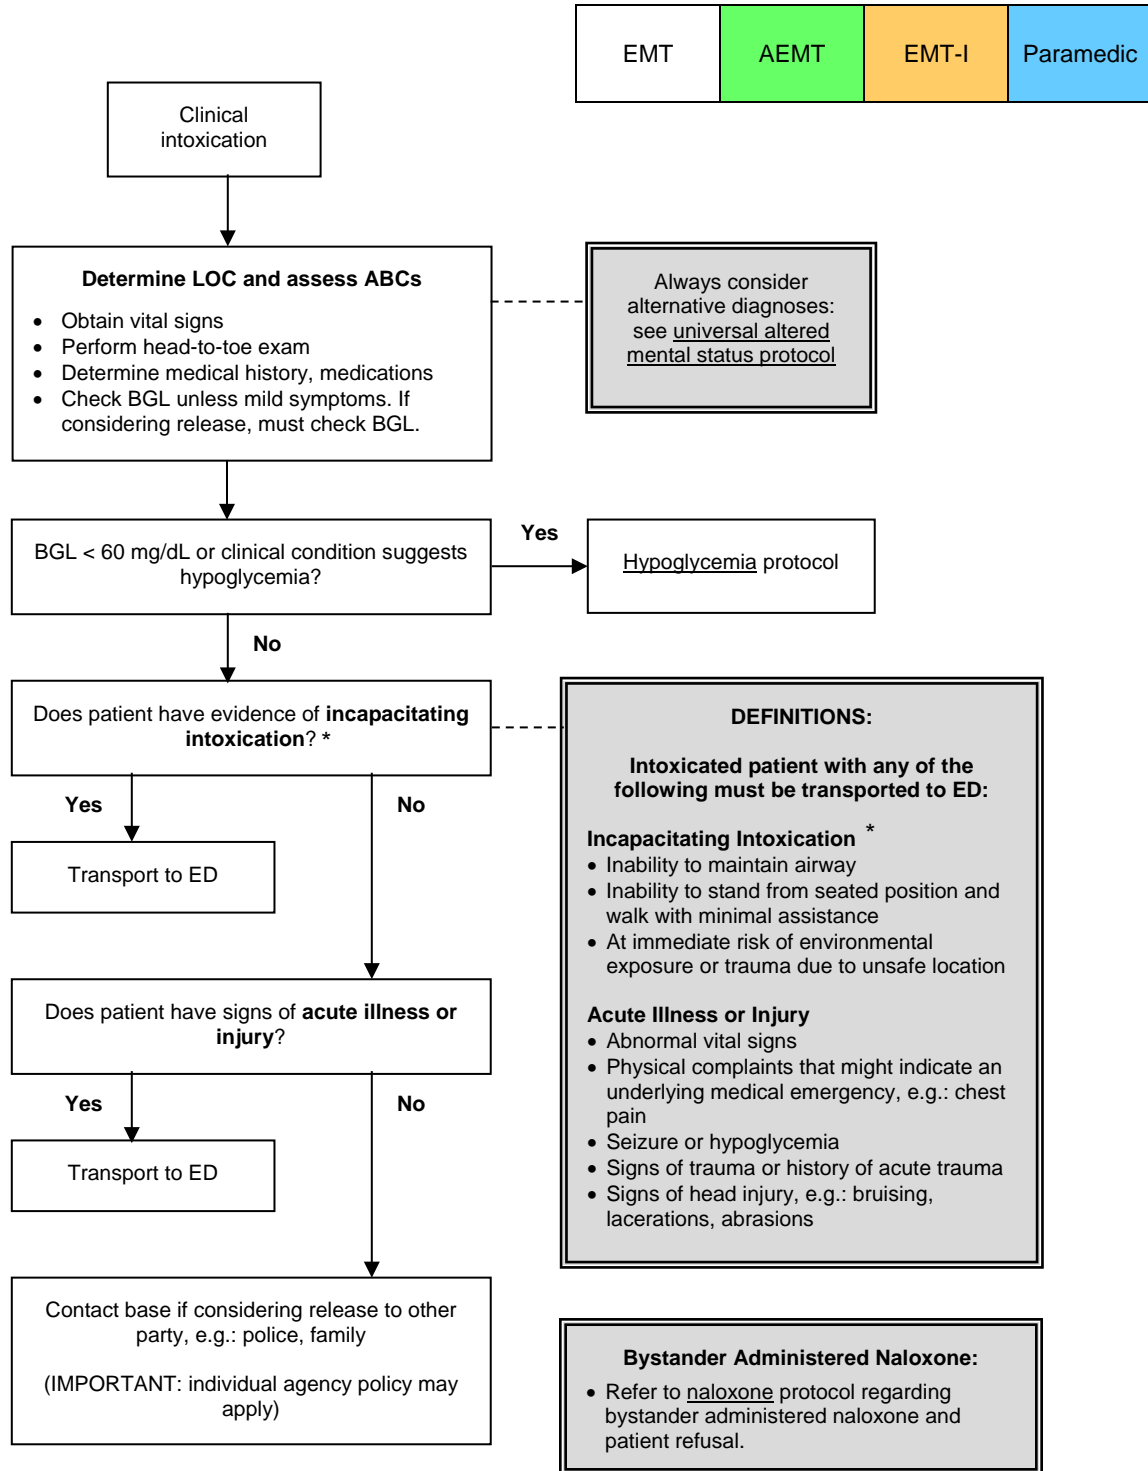 EMT AEMT EMT-I Paramedic
Clinical
intoxication
Determine LOC and assess ABCs
• Obtain vital signs
• Perform head-to-toe exam
• Determine medical history, medications
• Check BGL unless mild symptoms. If
considering release, must check BGL.
Always consider
alternative diagnoses:
see universal altered
mental status protocol
BGL < 60 mg/dL or clinical condition suggests
hypoglycemia?
Yes
Hypoglycemia protocol
No
Does patient have evidence of incapacitating
intoxication? *
Yes
No
Transport to ED
Does patient have signs of acute illness or
injury?
Yes
No
Transport to ED
Contact base if considering release to other
party, e.g.: police, family
(IMPORTANT: individual agency policy may
apply)
DEFINITIONS:
Intoxicated patient with any of the
following must be transported to ED:
Incapacitating Intoxication *
• Inability to maintain airway
• Inability to stand from seated position and
walk with minimal assistance
• At immediate risk of environmental
exposure or trauma due to unsafe location
Acute Illness or Injury
• Abnormal vital signs
• Physical complaints that might indicate an
underlying medical emergency, e.g.: chest
pain
• Seizure or hypoglycemia
• Signs of trauma or history of acute trauma
• Signs of head injury, e.g.: bruising,
lacerations, abrasions
Bystander Administered Naloxone:
• Refer to naloxone protocol regarding
bystander administered naloxone and
patient refusal.